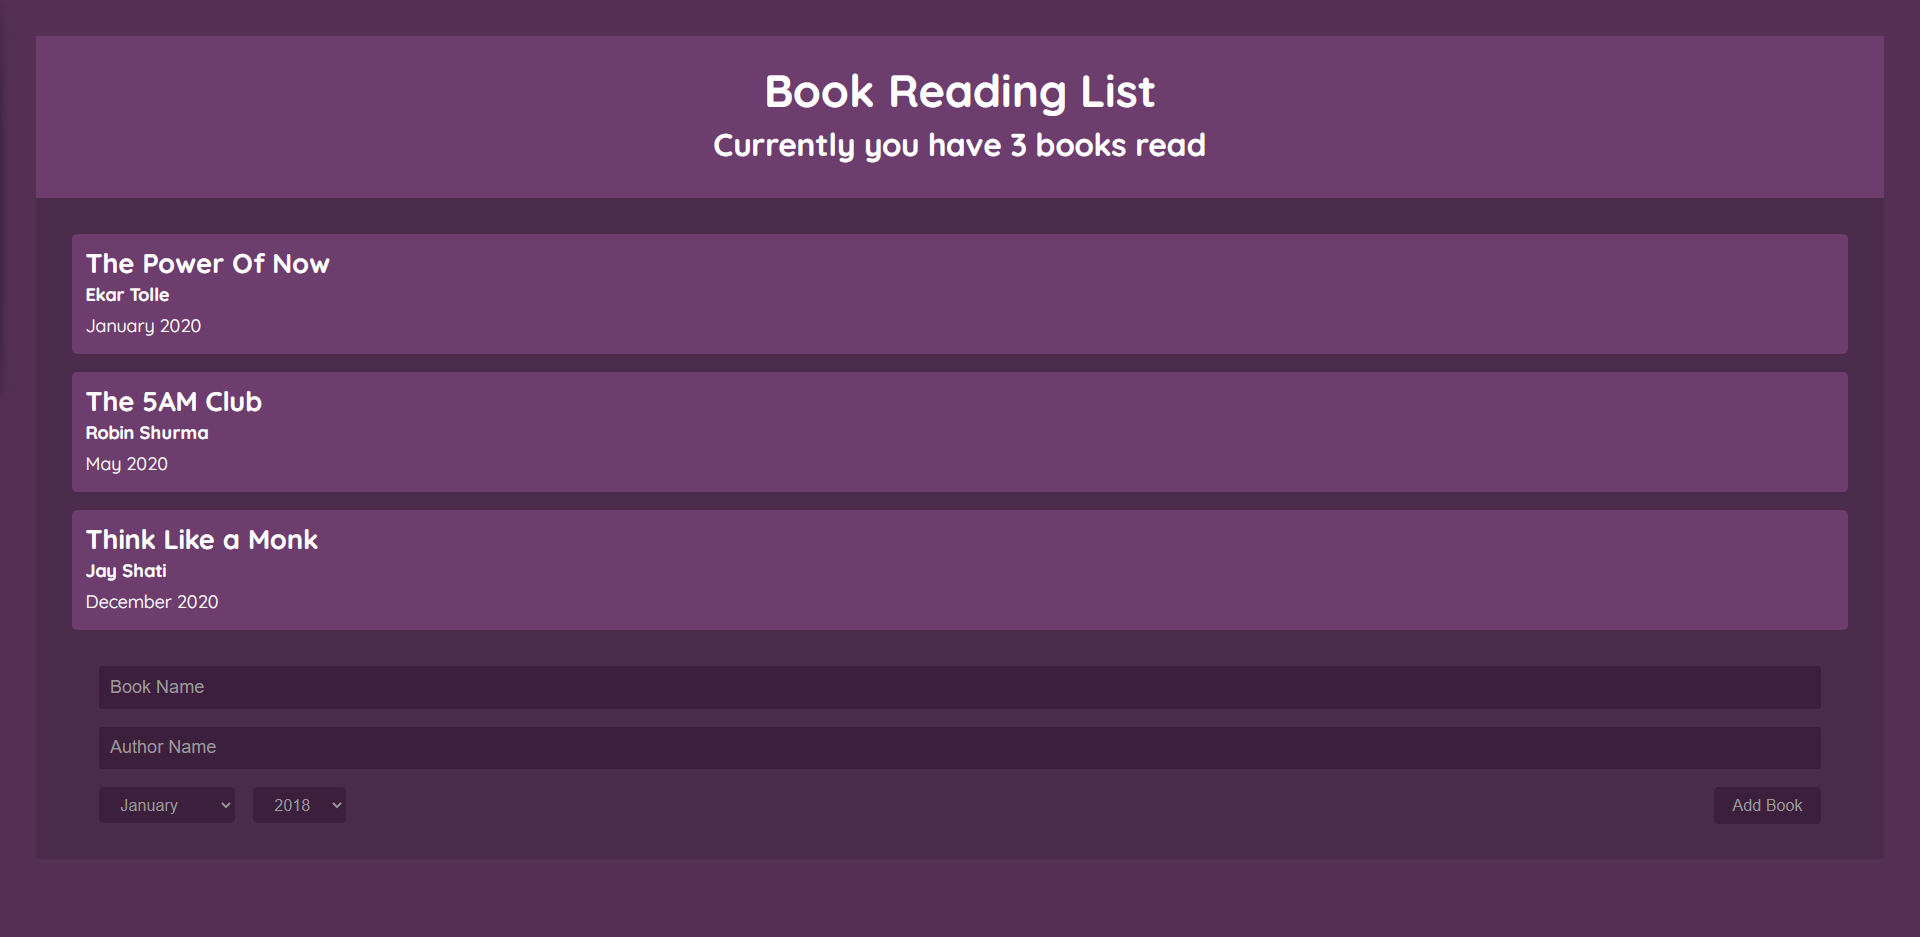 Book Reading List
Currently you have 3 books read
The Power Of Now
Ekar Tolle
January 2020
The 5AM Club
Robin Shurma
May 2020
Think Like a Monk
Jay Shati
December 2020
Book Name
Author Name
January 2018 Add Book